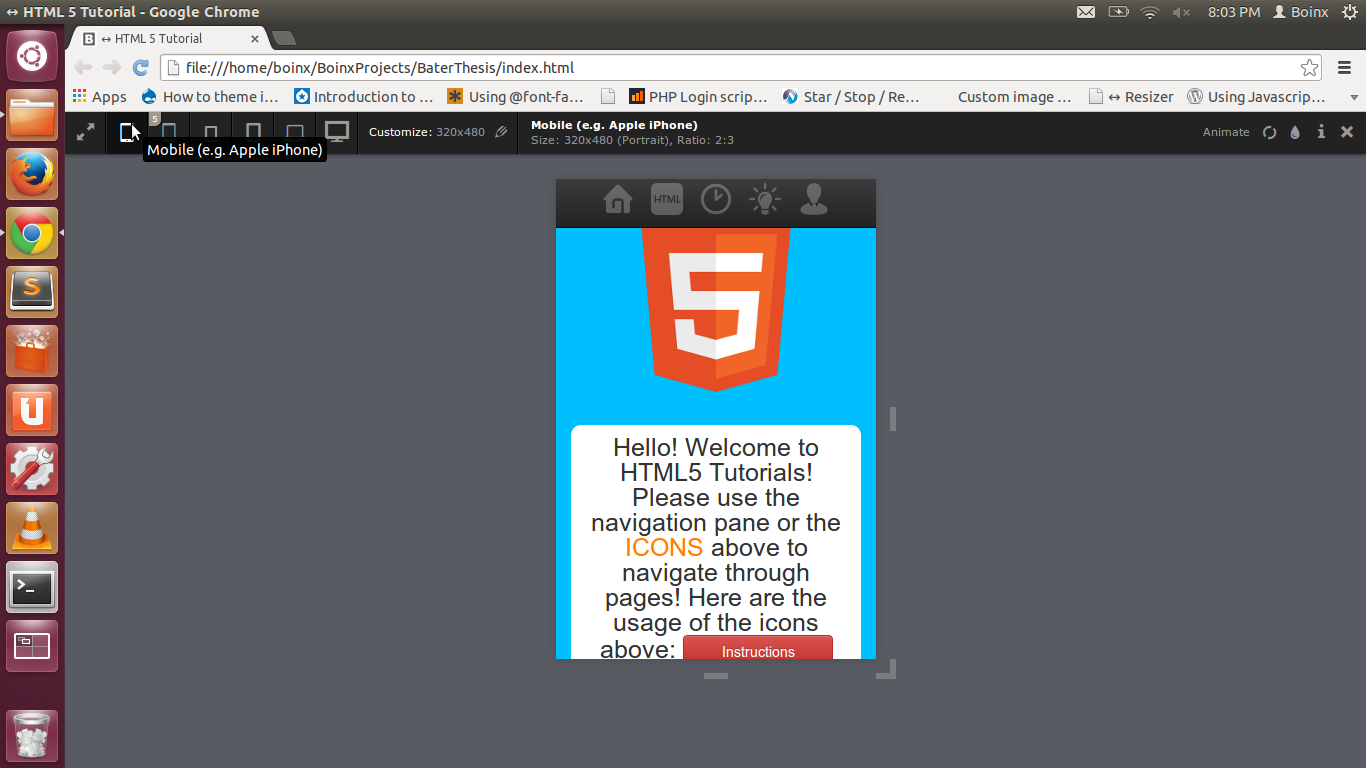 ↔ HTML 5 Tutorial - Google Chrome
8:03 PM
Boinx
B
↔ HTML 5 Tutorial
file:///home/boinx/BoinxProjects/BaterThesis/index.html
Apps
How to theme i…
Introduction to …
Using @font-fa…
PHP Login scrip…
Star / Stop / Re…
Custom image …
↔ Resizer
Using Javascrip…
5
Customize: 320x480
Mobile (e.g. Apple iPhone)
Size: 320x480 (Portrait), Ratio: 2:3
Animate
Mobile (e.g. Apple iPhone)
HTML
5
Hello! Welcome to
HTML5 Tutorials!
Please use the
navigation pane or the
ICONS above to
navigate through
pages! Here are the
usage of the icons
above: Instructions